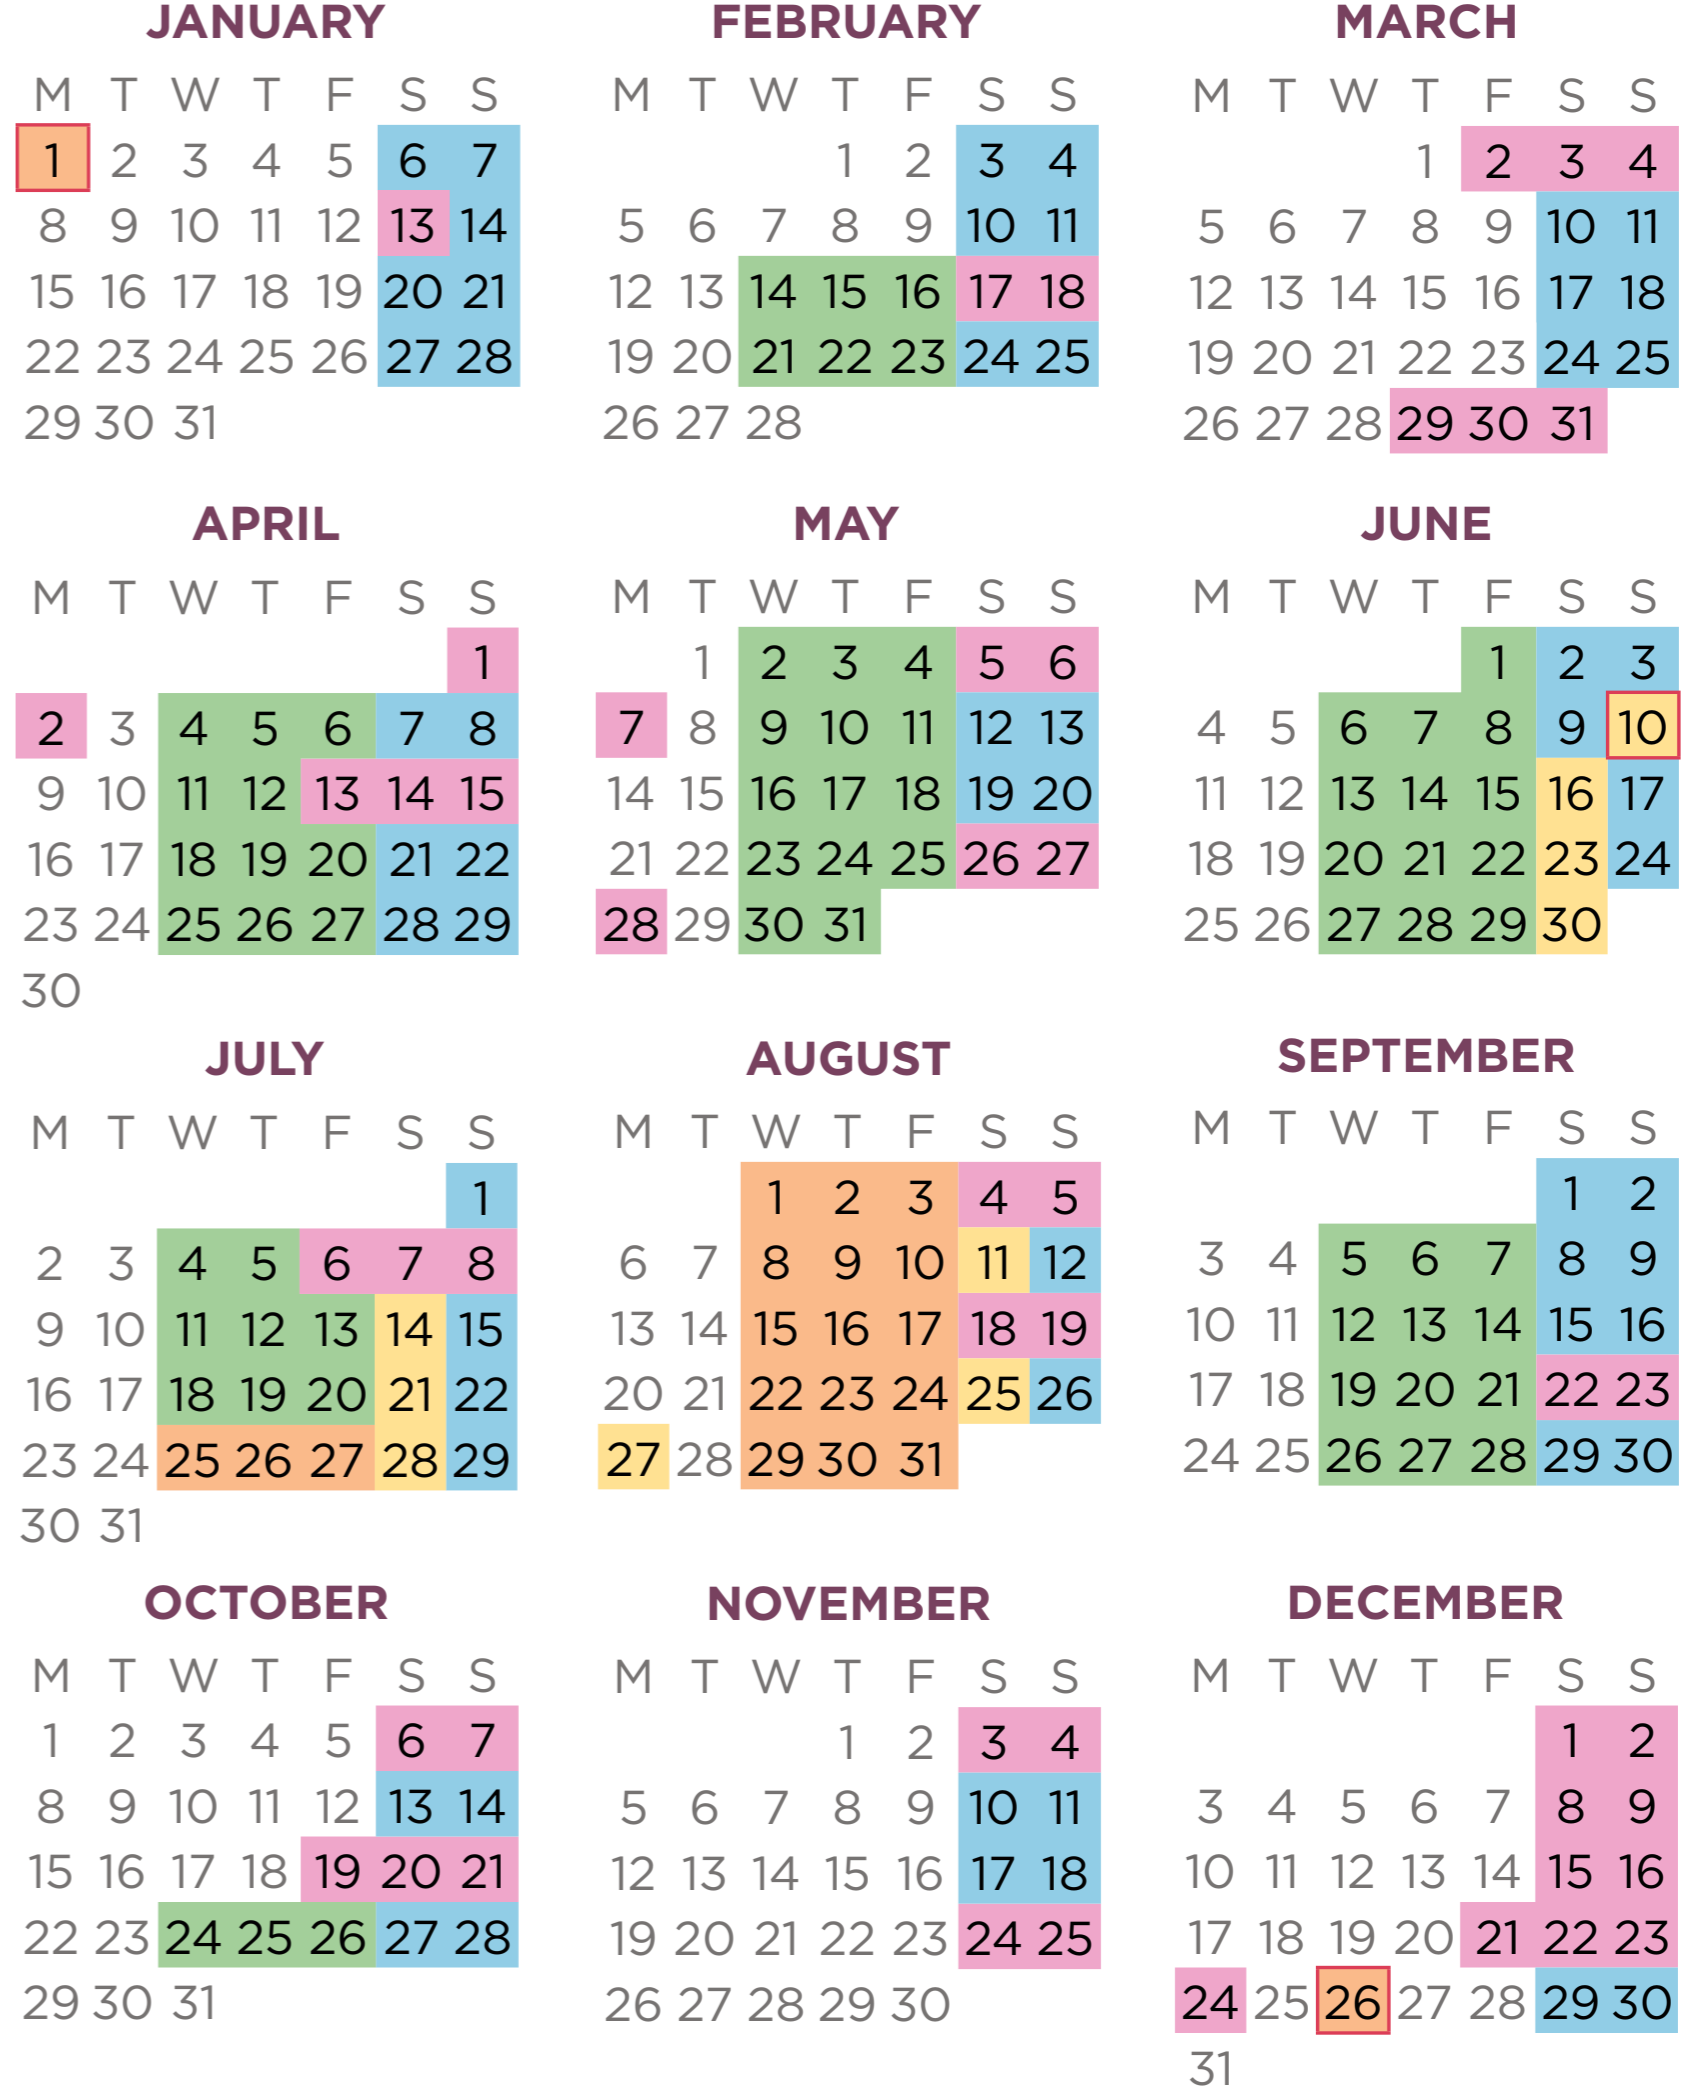 JANUARY
M T W T F S S
1 2 3 4 5 6 7
8 9 10 11 12 13 14
15 16 17 18 19 20 21
22 23 24 25 26 27 28
29 30 31
FEBRUARY
M T W T F S S
1 2 3 4
5 6 7 8 9 10 11
12 13 14 15 16 17 18
19 20 21 22 23 24 25
26 27 28
MARCH
M T W T F S S
1 2 3 4
5 6 7 8 9 10 11
12 13 14 15 16 17 18
19 20 21 22 23 24 25
26 27 28 29 30 31
APRIL
M T W T F S S
1
2 3 4 5 6 7 8
9 10 11 12 13 14 15
16 17 18 19 20 21 22
23 24 25 26 27 28 29
30
MAY
M T W T F S S
1 2 3 4 5 6
7 8 9 10 11 12 13
14 15 16 17 18 19 20
21 22 23 24 25 26 27
28 29 30 31
JUNE
M T W T F S S
1 2 3
4 5 6 7 8 9 10
11 12 13 14 15 16 17
18 19 20 21 22 23 24
25 26 27 28 29 30
JULY
M T W T F S S
1
2 3 4 5 6 7 8
9 10 11 12 13 14 15
16 17 18 19 20 21 22
23 24 25 26 27 28 29
30 31
AUGUST
M T W T F S S
1 2 3 4 5
6 7 8 9 10 11 12
13 14 15 16 17 18 19
20 21 22 23 24 25 26
27 28 29 30 31
SEPTEMBER
M T W T F S S
1 2
3 4 5 6 7 8 9
10 11 12 13 14 15 16
17 18 19 20 21 22 23
24 25 26 27 28 29 30
OCTOBER
M T W T F S S
1 2 3 4 5 6 7
8 9 10 11 12 13 14
15 16 17 18 19 20 21
22 23 24 25 26 27 28
29 30 31
NOVEMBER
M T W T F S S
1 2 3 4
5 6 7 8 9 10 11
12 13 14 15 16 17 18
19 20 21 22 23 24 25
26 27 28 29 30
DECEMBER
M T W T F S S
1 2
3 4 5 6 7 8 9
10 11 12 13 14 15 16
17 18 19 20 21 22 23
24 25 26 27 28 29 30
31